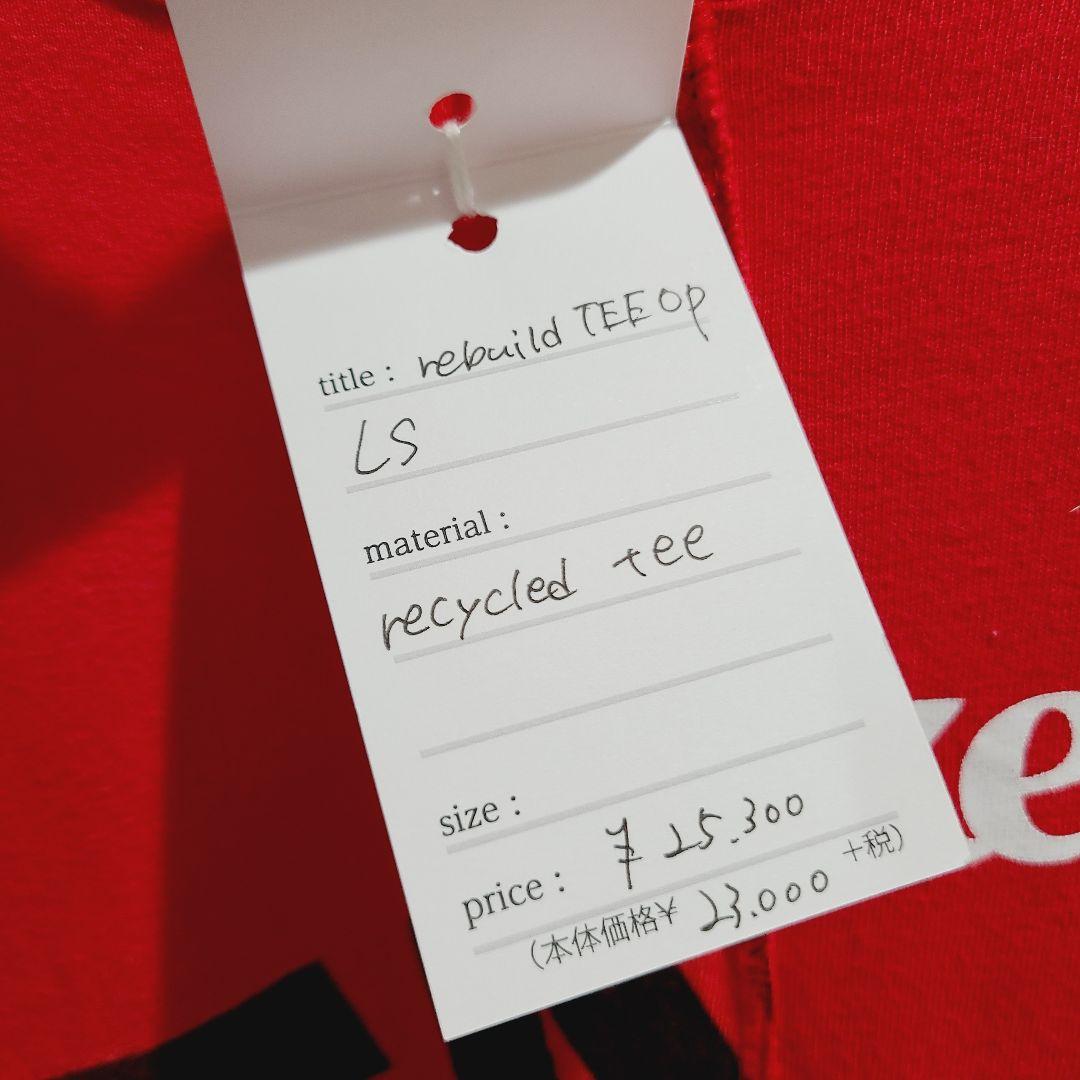 title : rebuild TEE OP
LS
material :
recycled tee
size :
price : ¥ 25.300
(本体価格¥ 23.000 +税)